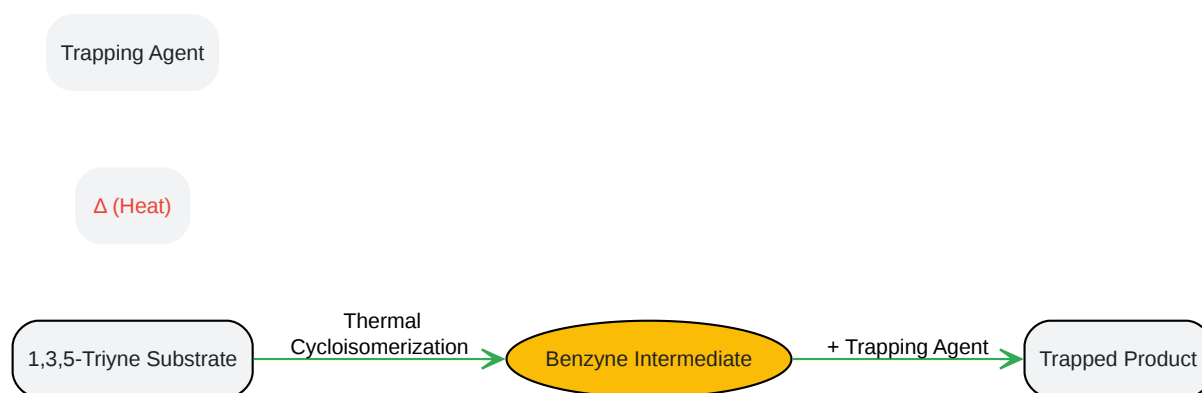 Trapping Agent
Δ (Heat)
Thermal
Cycloisomerization
1,3,5-Triyne Substrate
Benzyne Intermediate
+ Trapping Agent
Trapped Product